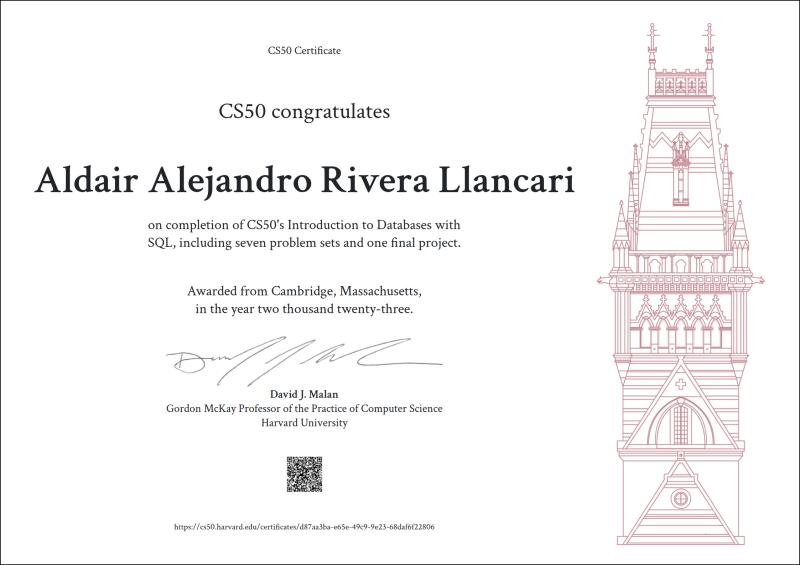 CS50 Certificate
CS50 congratulates
Aldair Alejandro Rivera Llancari
on completion of CS50's Introduction to Databases with
SQL, including seven problem sets and one final project.
Awarded from Cambridge, Massachusetts,
in the year two thousand twenty-three.
David J. Malan
Gordon McKay Professor of the Practice of Computer Science
Harvard University
https://cs50.harvard.edu/certificates/d87aa3ba-e65e-49c9-9e23-68daf6f22806